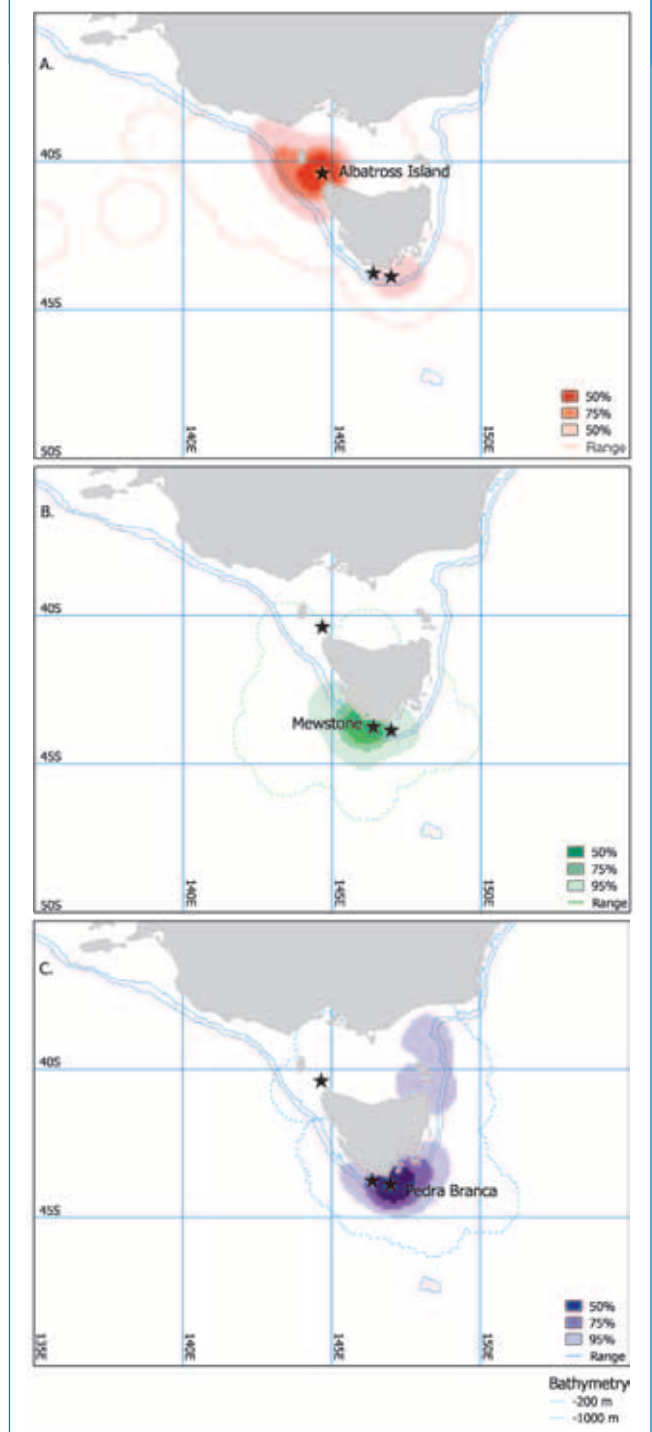 A.
40S
Albatross Island
45S
50%
75%
50%
Range
140E
145E
150E
50S
B.
40S
Mewstone
45S
50%
75%
95%
Range
140E
145E
150E
50S
C.
40S
Pedra Branca
45S
50%
75%
95%
Range
135E
140E
145E
150E
Bathymetry
-200 m
-1000 m